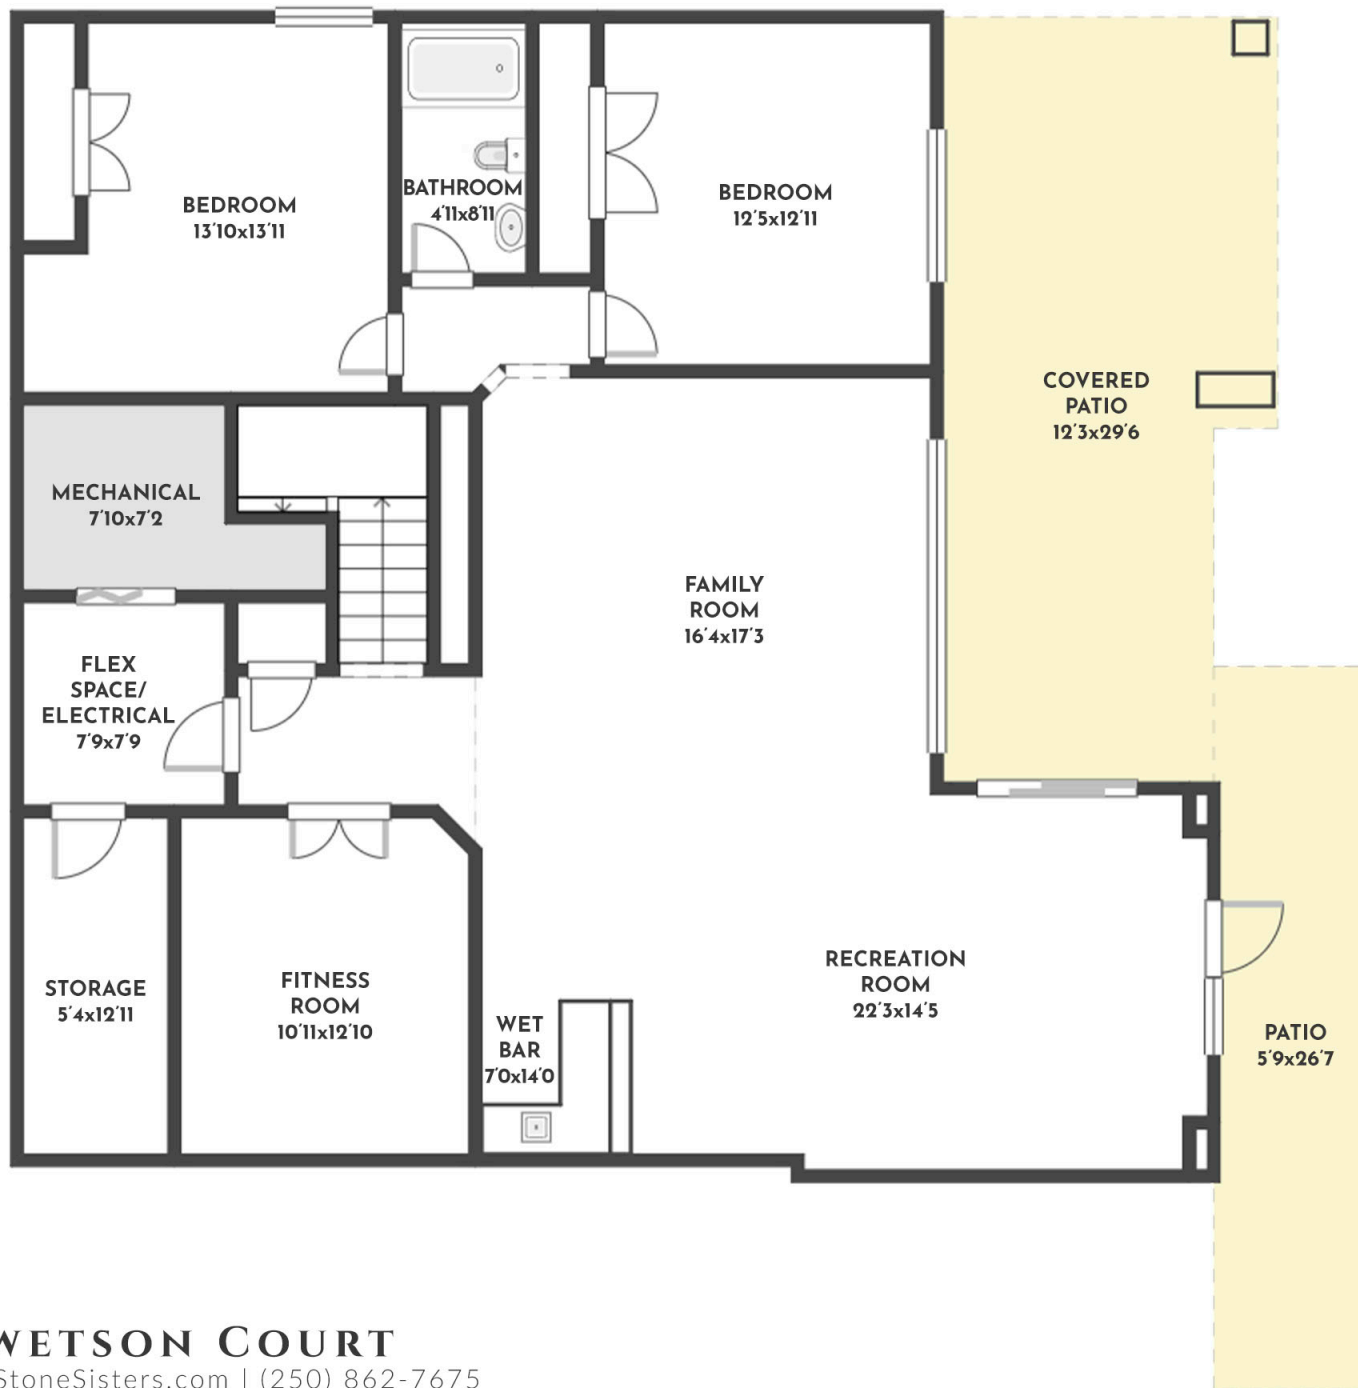 BEDROOM
13'10x13'11
BATHROOM
4'11x8'11
BEDROOM
12'5x12'11
COVERED
PATIO
12'3x29'6
MECHANICAL
7'10x7'2
FAMILY
ROOM
16'4x17'3
FLEX
SPACE/
ELECTRICAL
7'9x7'9
STORAGE
5'4x12'11
FITNESS
ROOM
10'11x12'10
WET
BAR
7'0x14'0
RECREATION
ROOM
22'3x14'5
PATIO
5'9x26'7
WETSON COURT
StoneSisters.com | (250) 862-7675